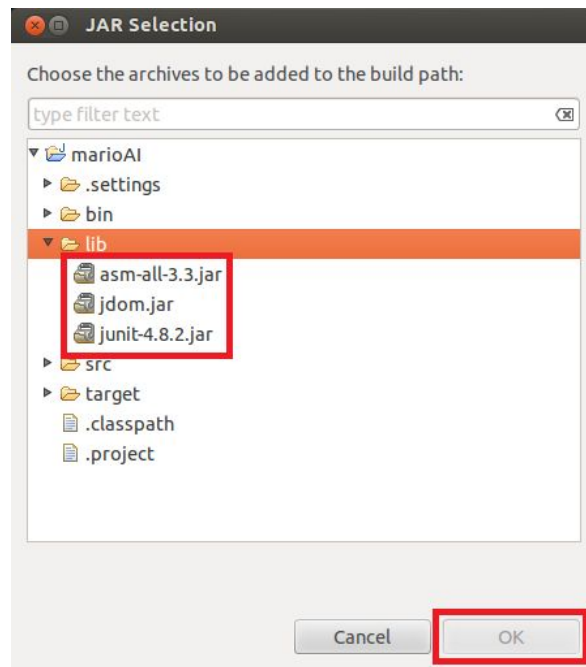 JAR Selection
Choose the archives to be added to the build path:
type filter text
marioAI
.settings
bin
lib
asm-all-3.3.jar
jdom.jar
junit-4.8.2.jar
src
target
.classpath
.project
Cancel
OK